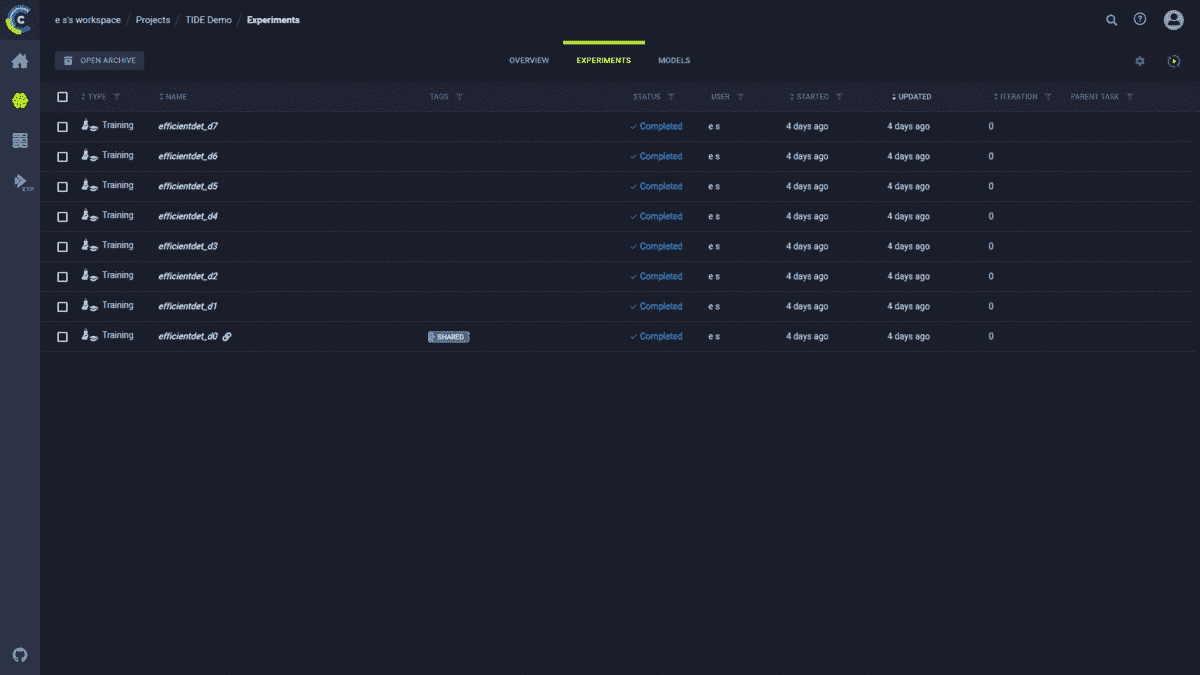 e s's workspace / Projects / TIDE Demo / Experiments
OPEN ARCHIVE OVERVIEW EXPERIMENTS MODELS
TYPE NAME TAGS STATUS USER STARTED UPDATED ITERATION PARENT TASK
Training efficientdet_d7 Completed e s 4 days ago 4 days ago 0
Training efficientdet_d6 Completed e s 4 days ago 4 days ago 0
Training efficientdet_d5 Completed e s 4 days ago 4 days ago 0
Training efficientdet_d4 Completed e s 4 days ago 4 days ago 0
Training efficientdet_d3 Completed e s 4 days ago 4 days ago 0
Training efficientdet_d2 Completed e s 4 days ago 4 days ago 0
Training efficientdet_d1 Completed e s 4 days ago 4 days ago 0
Training efficientdet_d0 SHARED Completed e s 4 days ago 4 days ago 0